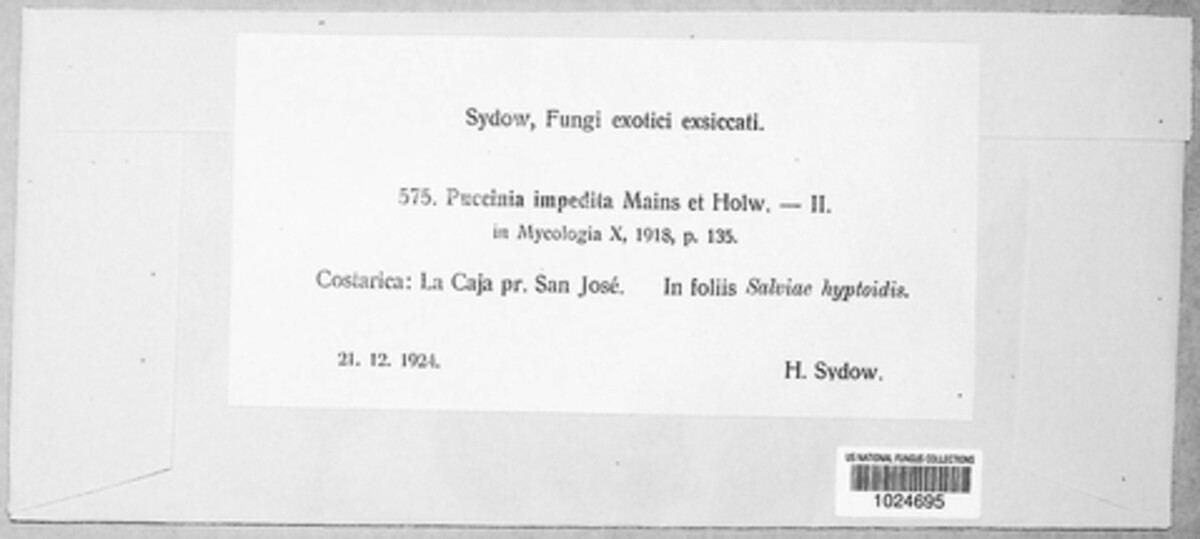 Sydow, Fungi exotici exsiccati.
575. Puccinia impedita Mains et Holw. — II.
in Mycologia X, 1918, p. 135.
Costarica: La Caja pr. San José. In foliis Salviae hyptoidis.
21. 12. 1924. H. Sydow.
US NATIONAL FUNGUS COLLECTIONS
1024695